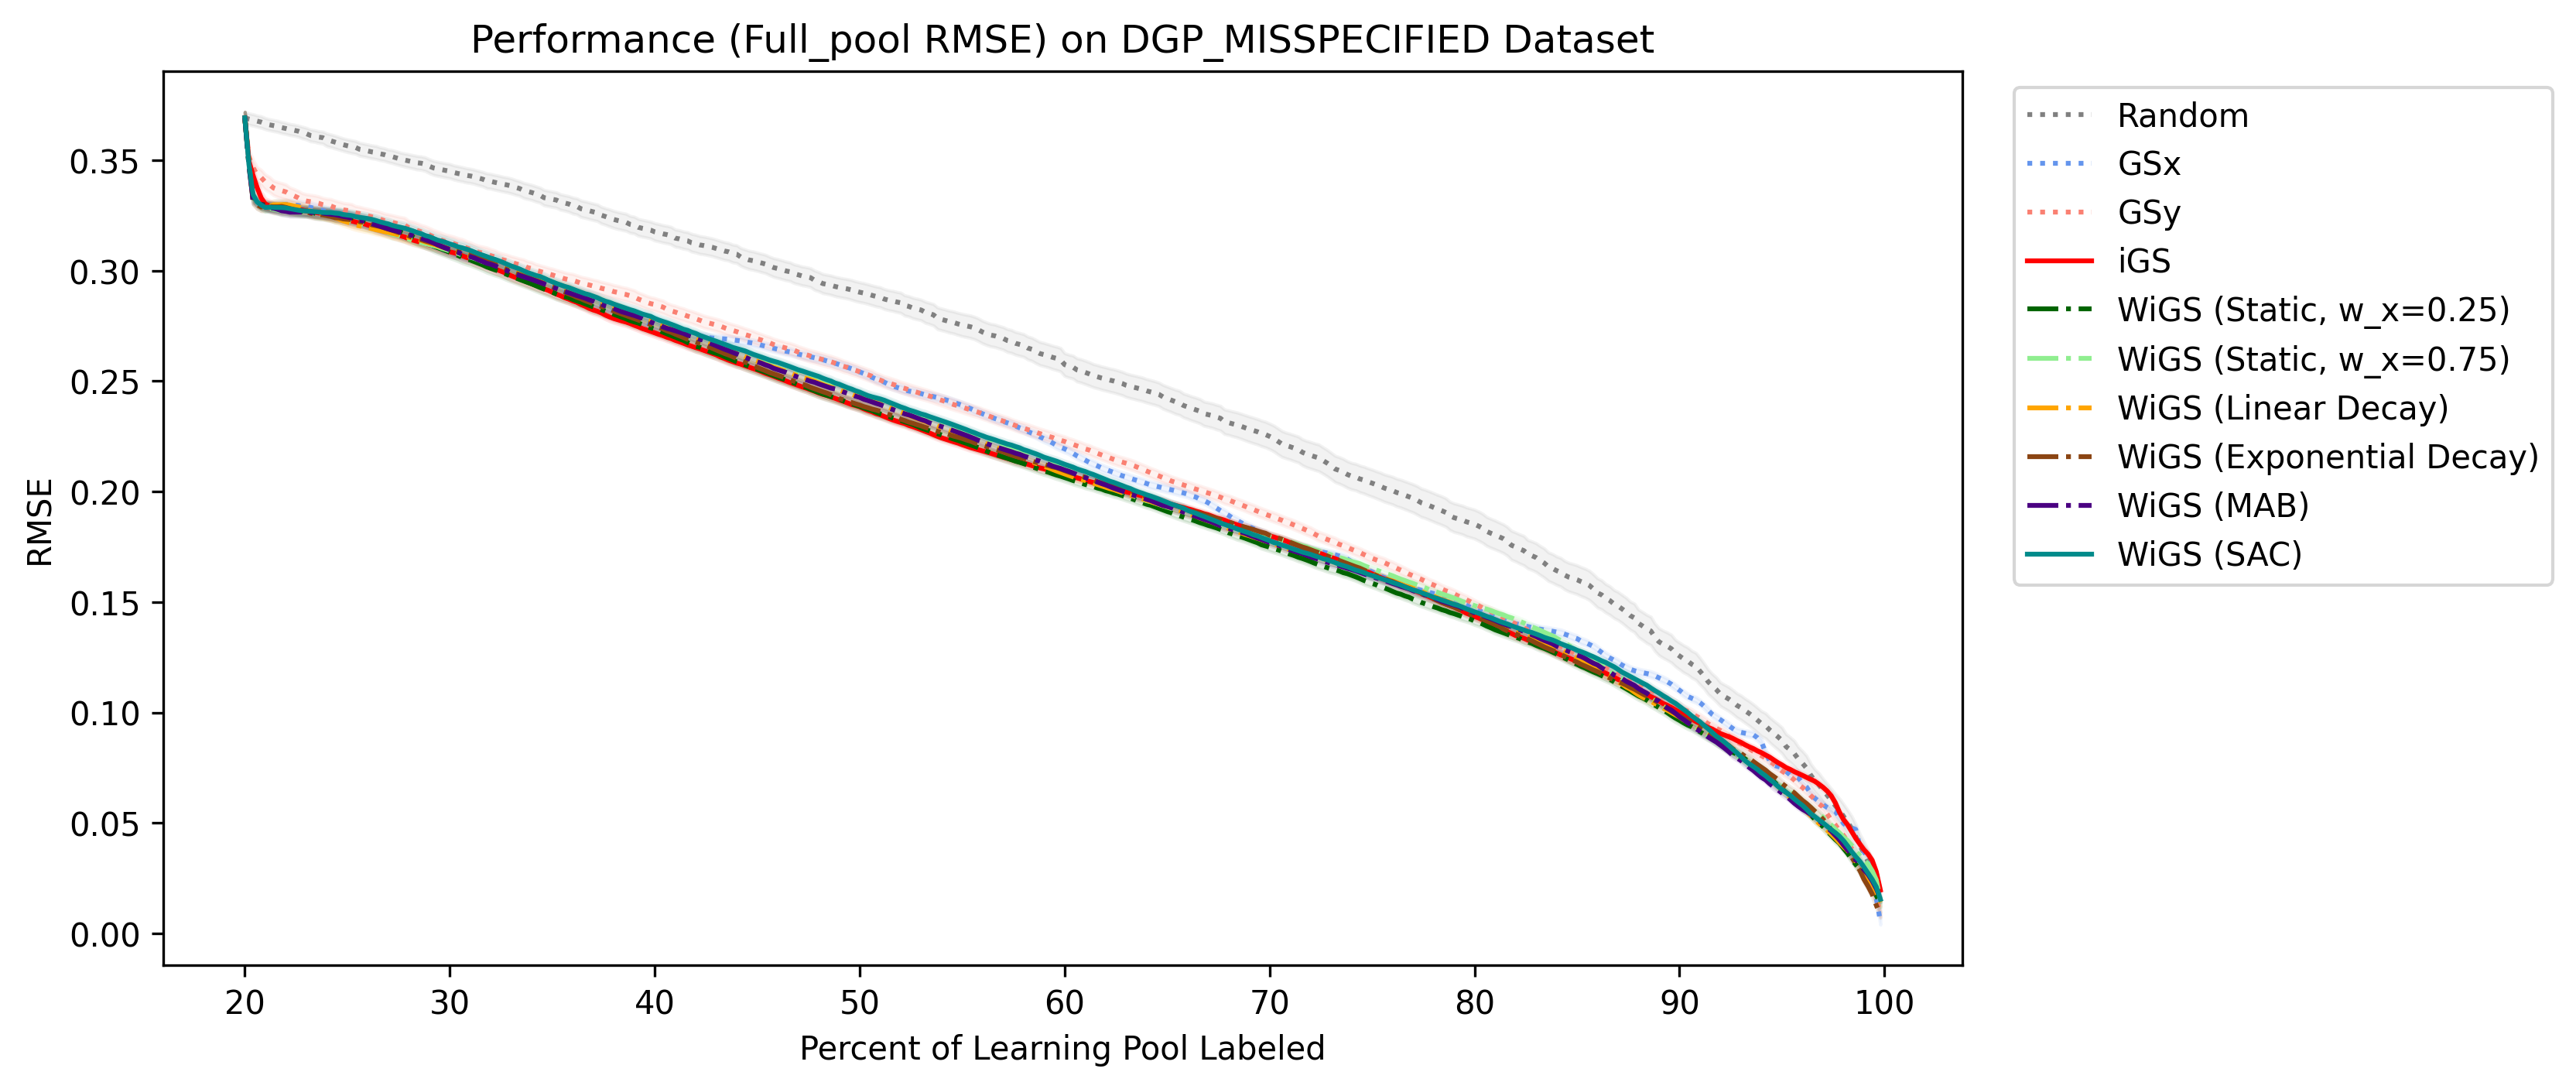 Performance (Full_pool RMSE) on DGP_MISSPECIFIED Dataset
RMSE
0.35
0.30
0.25
0.20
0.15
0.10
0.05
0.00
20 30 40 50 60 70 80 90 100
Percent of Learning Pool Labeled
Random
GSx
GSy
iGS
WiGS (Static, w_x=0.25)
WiGS (Static, w_x=0.75)
WiGS (Linear Decay)
WiGS (Exponential Decay)
WiGS (MAB)
WiGS (SAC)